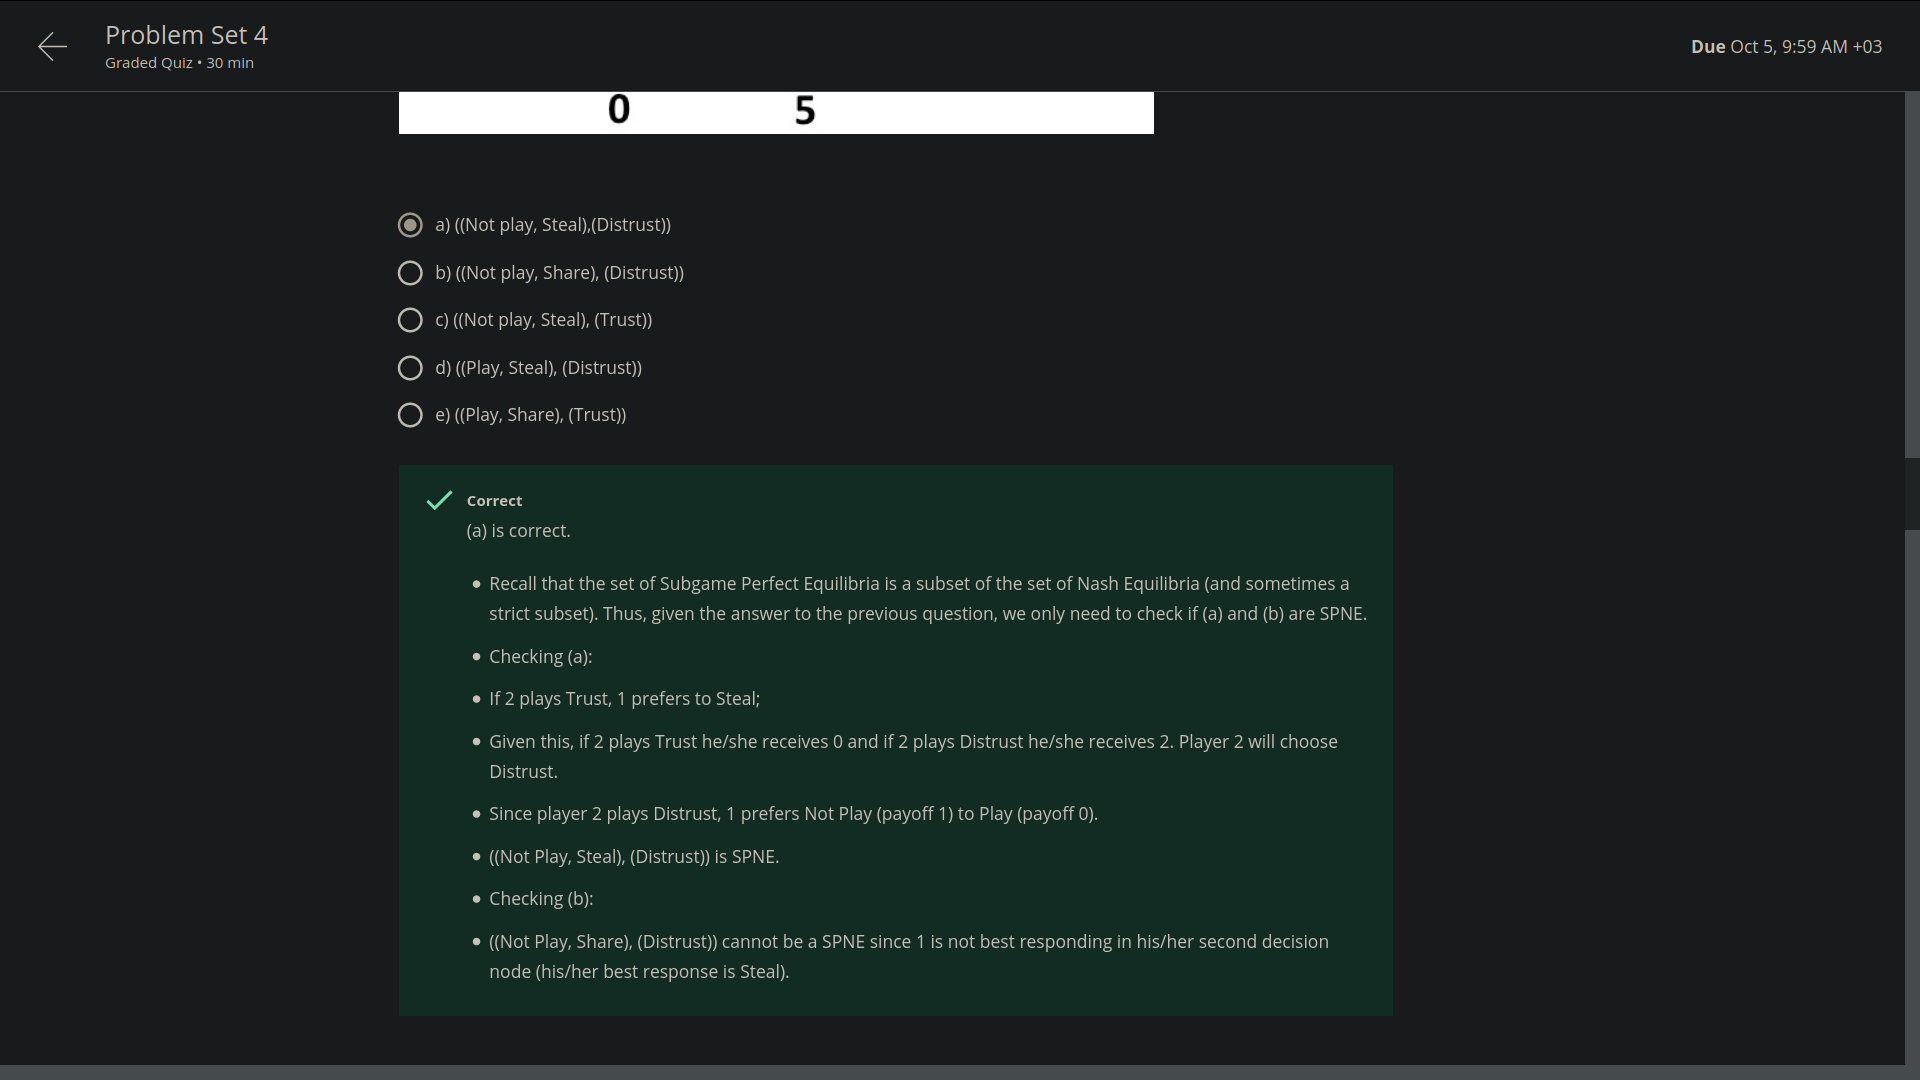 Problem Set 4
Graded Quiz • 30 min
Due Oct 5, 9:59 AM +03
0 5
a) ((Not play, Steal),(Distrust))
b) ((Not play, Share), (Distrust))
c) ((Not play, Steal), (Trust))
d) ((Play, Steal), (Distrust))
e) ((Play, Share), (Trust))
Correct
(a) is correct.
• Recall that the set of Subgame Perfect Equilibria is a subset of the set of Nash Equilibria (and sometimes a
strict subset). Thus, given the answer to the previous question, we only need to check if (a) and (b) are SPNE.
• Checking (a):
• If 2 plays Trust, 1 prefers to Steal;
• Given this, if 2 plays Trust he/she receives 0 and if 2 plays Distrust he/she receives 2. Player 2 will choose
Distrust.
• Since player 2 plays Distrust, 1 prefers Not Play (payoff 1) to Play (payoff 0).
• ((Not Play, Steal), (Distrust)) is SPNE.
• Checking (b):
• ((Not Play, Share), (Distrust)) cannot be a SPNE since 1 is not best responding in his/her second decision
node (his/her best response is Steal).